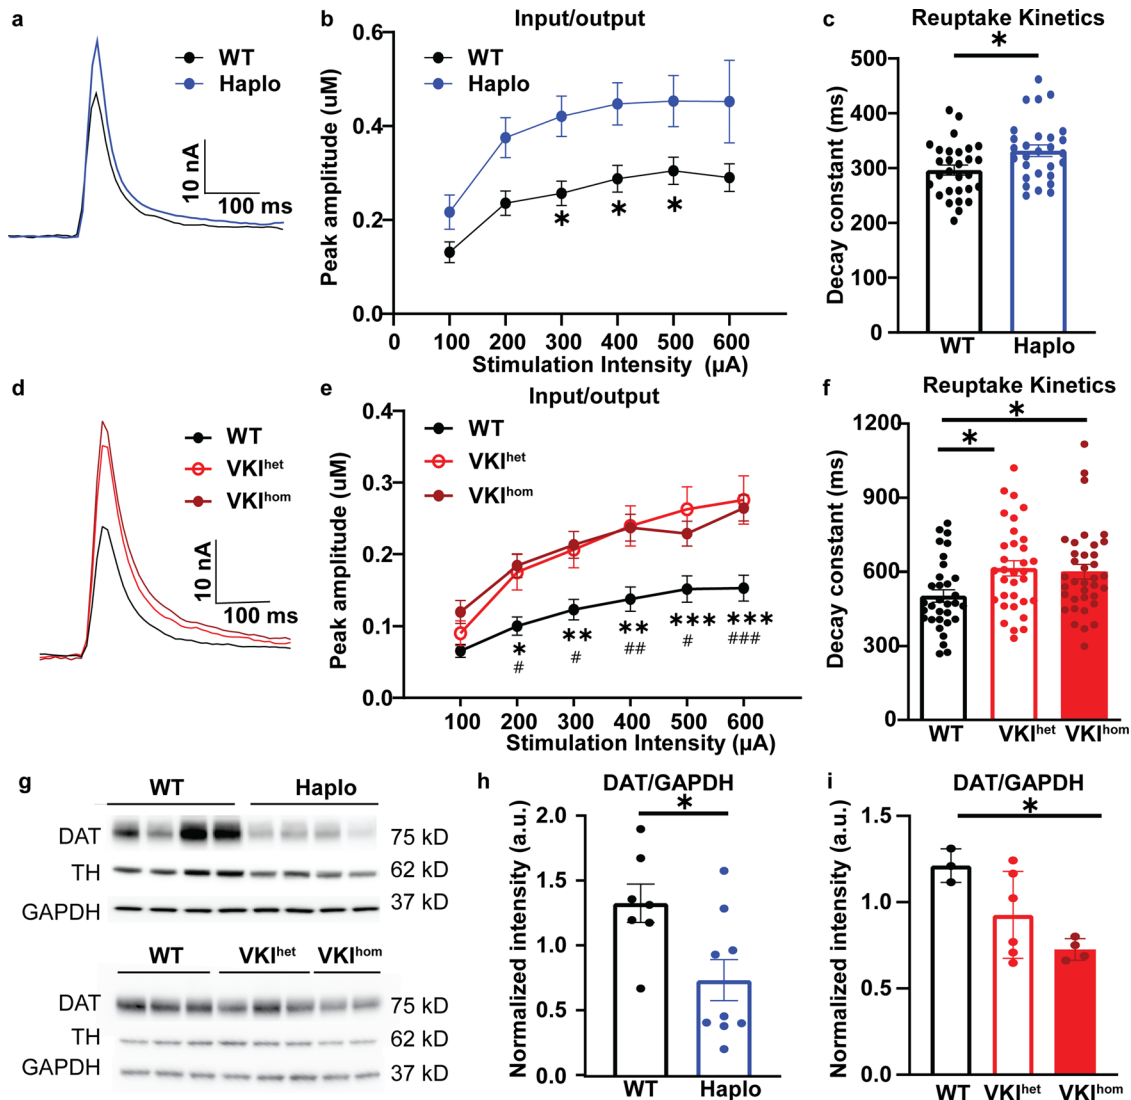 a
WT
Haplo
10 nA
100 ms
b
Input/output
Peak amplitude (uM)
0.6
0.4
0.2
0.0
0 100 200 300 400 500 600
Stimulation Intensity (µA)
WT
Haplo
* * *
c
Reuptake Kinetics
*
Decay constant (ms)
500
400
300
200
100
0
WT Haplo
d
WT
VKIhet
VKIhom
10 nA
100 ms
e
Input/output
Peak amplitude (uM)
0.4
0.3
0.2
0.1
0.0
WT
VKIhet
VKIhom
* ** ** *** ***
# # ## # ###
100 200 300 400 500 600
Stimulation Intensity (µA)
f
Reuptake Kinetics
*
*
Decay constant (ms)
1200
900
600
300
0
WT VKIhet VKIhom
g
WT Haplo
DAT 75 kD
TH 62 kD
GAPDH 37 kD
WT VKIhet VKIhom
DAT 75 kD
TH 62 kD
GAPDH 37 kD
h
DAT/GAPDH
*
Normalized intensity (a.u.)
2.0
1.5
1.0
0.5
0.0
WT Haplo
i
DAT/GAPDH
*
Normalized intensity (a.u.)
1.5
1.0
0.5
0.0
WT VKIhet VKIhom